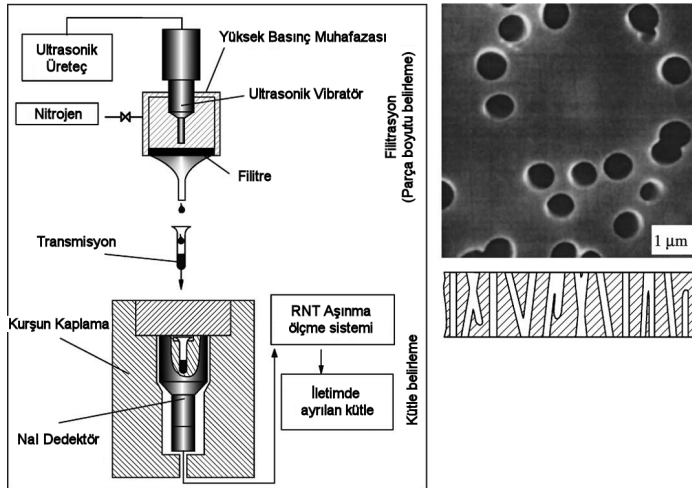 Ultrasonik
Üreteç
Yüksek Basınç Muhafazası
Ultrasonik Vibratör
Nitrojen
Filitre
Filitrasyon
(Parça boyutu belirleme)
Transmisyon
Kurşun Kaplama
RNT Aşınma
ölçme sistemi
İletimde
ayrılan kütle
Kütle belirleme
NaI Dedektör
1 μm